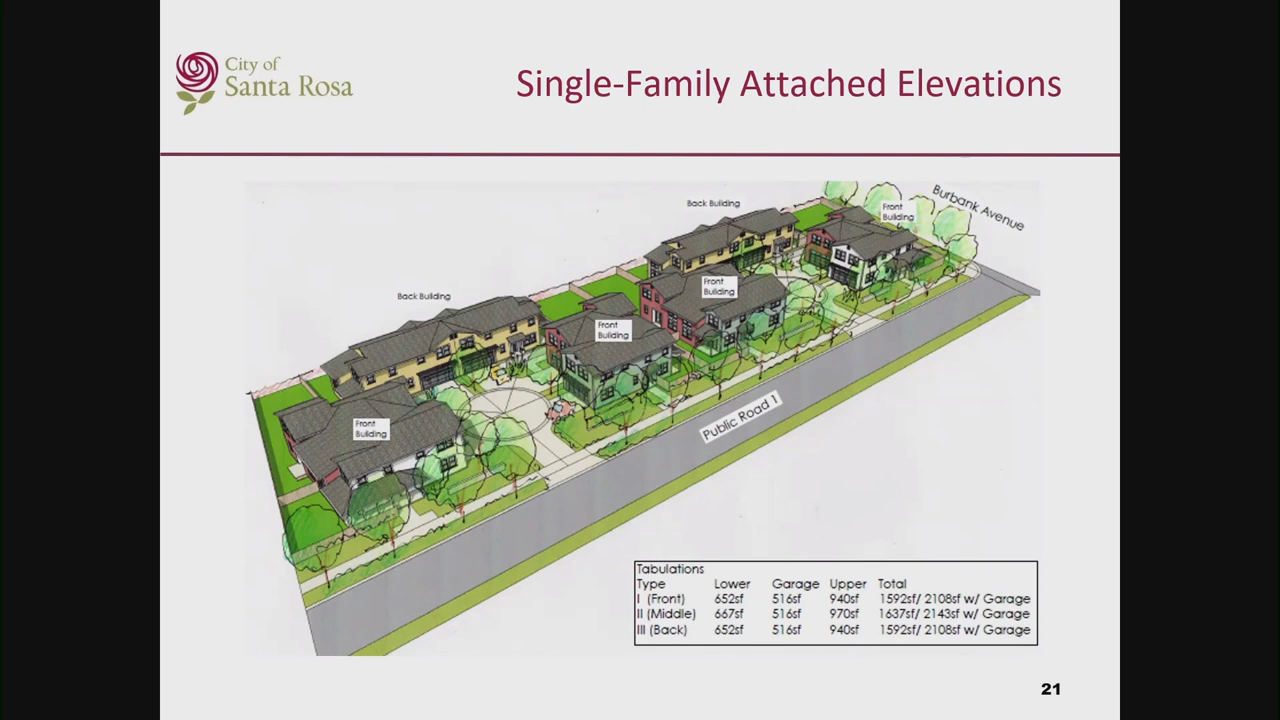 City of
Santa Rosa
Single-Family Attached Elevations
Burbank Avenue
Back Building
Front
Building
Front
Building
Back Building
Front
Building
Public Road 1
Front
Building
Tabulations
Type Lower Garage Upper Total
I (Front) 652sf 516sf 940sf 1592sf/ 2108sf w/ Garage
II (Middle) 667sf 516sf 970sf 1637sf/ 2143sf w/ Garage
III (Back) 652sf 516sf 940sf 1592sf/ 2108sf w/ Garage
21